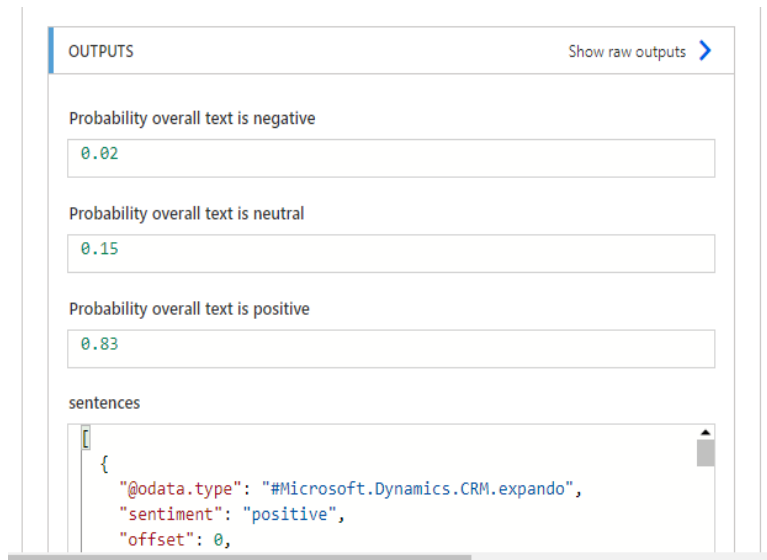 OUTPUTS Show raw outputs
Probability overall text is negative
0.02
Probability overall text is neutral
0.15
Probability overall text is positive
0.83
sentences
[
{
"@odata.type": "#Microsoft.Dynamics.CRM.expando",
"sentiment": "positive",
"offset": 0,